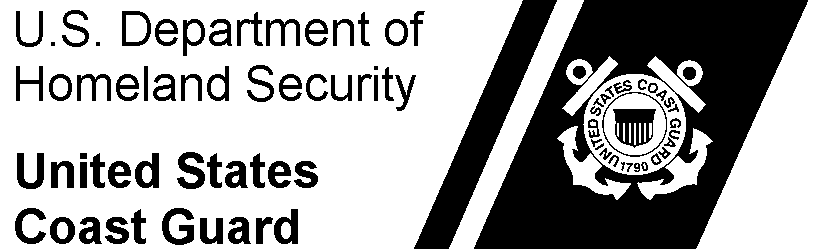 U.S. Department of
Homeland Security
United States
Coast Guard
UNITED STATES COAST GUARD
1790